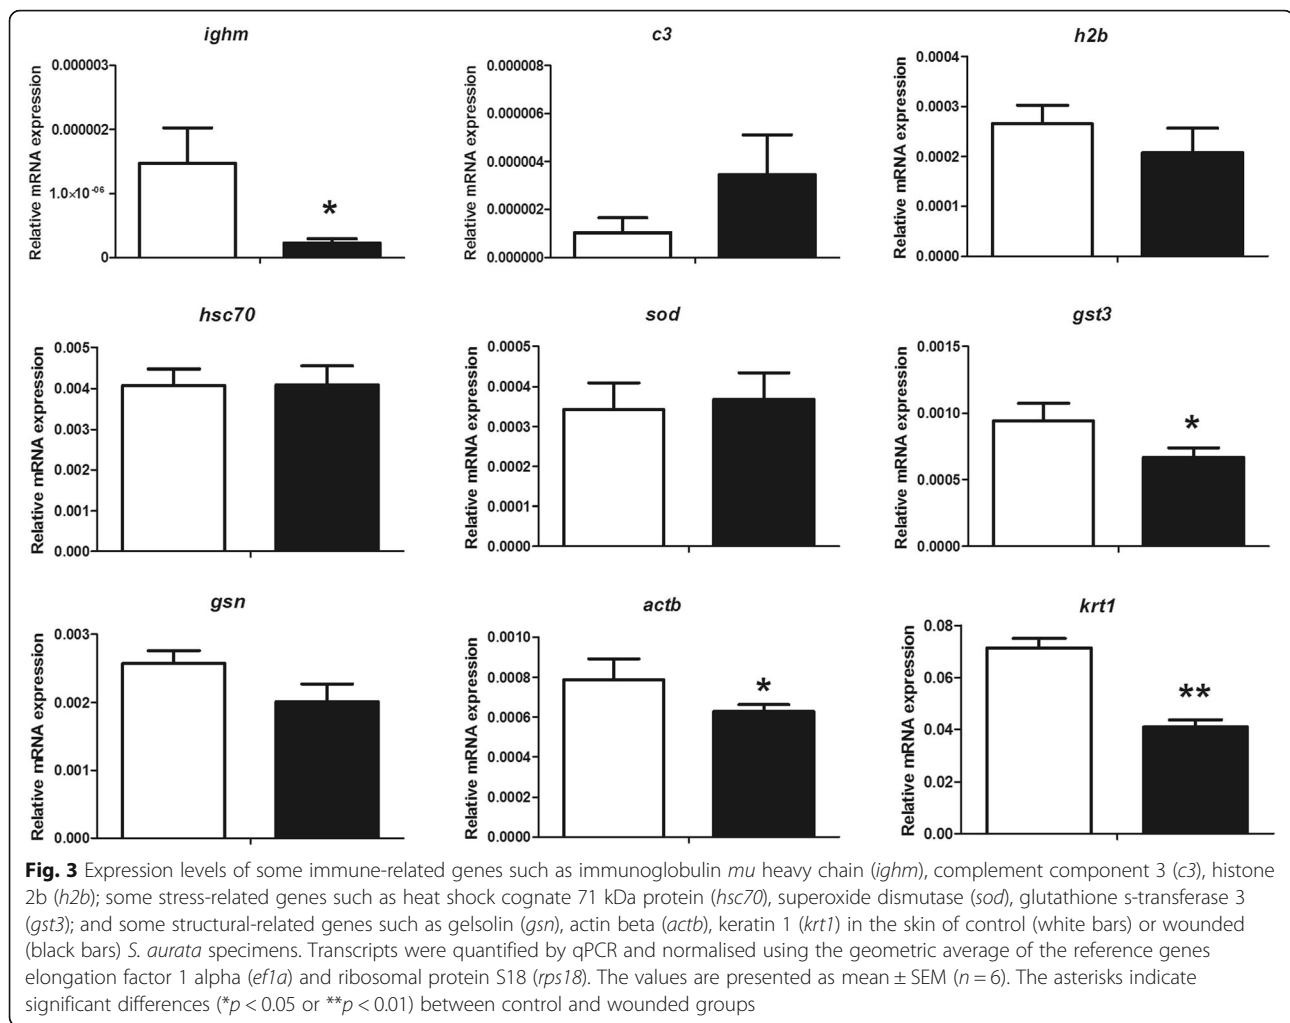 ighm
c3
h2b
Relative mRNA expression
0.000003
0.000002
1.0×10⁻⁰⁶
0
*
Relative mRNA expression
0.000008
0.000006
0.000004
0.000002
0.000000
Relative mRNA expression
0.0004
0.0003
0.0002
0.0001
0.0000
hsc70
sod
gst3
Relative mRNA expression
0.005
0.004
0.003
0.002
0.001
0.000
Relative mRNA expression
0.0005
0.0004
0.0003
0.0002
0.0001
0.0000
Relative mRNA expression
0.0015
0.0010
0.0005
0.0000
*
gsn
actb
krt1
Relative mRNA expression
0.003
0.002
0.001
0.000
Relative mRNA expression
0.0010
0.0008
0.0006
0.0004
0.0002
0.0000
*
Relative mRNA expression
0.08
0.06
0.04
0.02
0.00
**
Fig. 3 Expression levels of some immune-related genes such as immunoglobulin mu heavy chain (ighm), complement component 3 (c3), histone
2b (h2b); some stress-related genes such as heat shock cognate 71 kDa protein (hsc70), superoxide dismutase (sod), glutathione s-transferase 3
(gst3); and some structural-related genes such as gelsolin (gsn), actin beta (actb), keratin 1 (krt1) in the skin of control (white bars) or wounded
(black bars) S. aurata specimens. Transcripts were quantified by qPCR and normalised using the geometric average of the reference genes
elongation factor 1 alpha (ef1a) and ribosomal protein S18 (rps18). The values are presented as mean ± SEM (n = 6). The asterisks indicate
significant differences (*p < 0.05 or **p < 0.01) between control and wounded groups